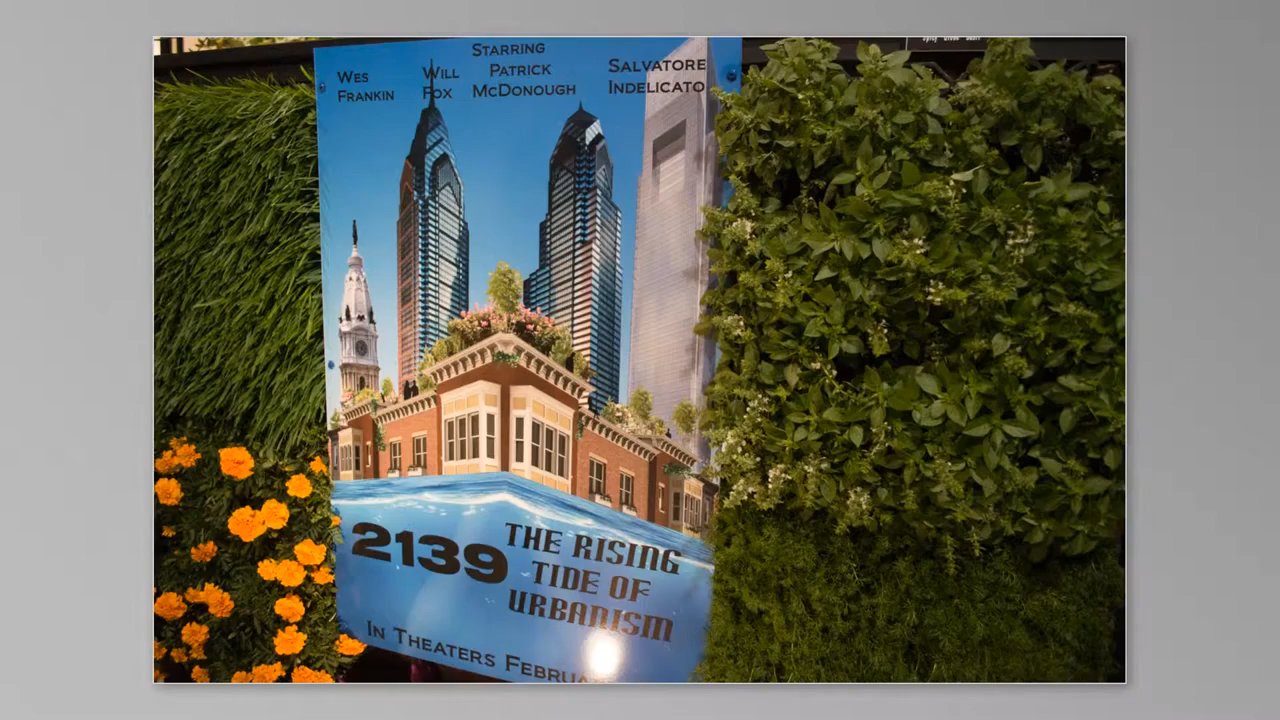 STARRING
WES
FRANKIN
WILL
FOX
PATRICK
MCDONOUGH
SALVATORE
INDELICATO
2139
THE RISING
TIDE OF
URBANISM
IN THEATERS